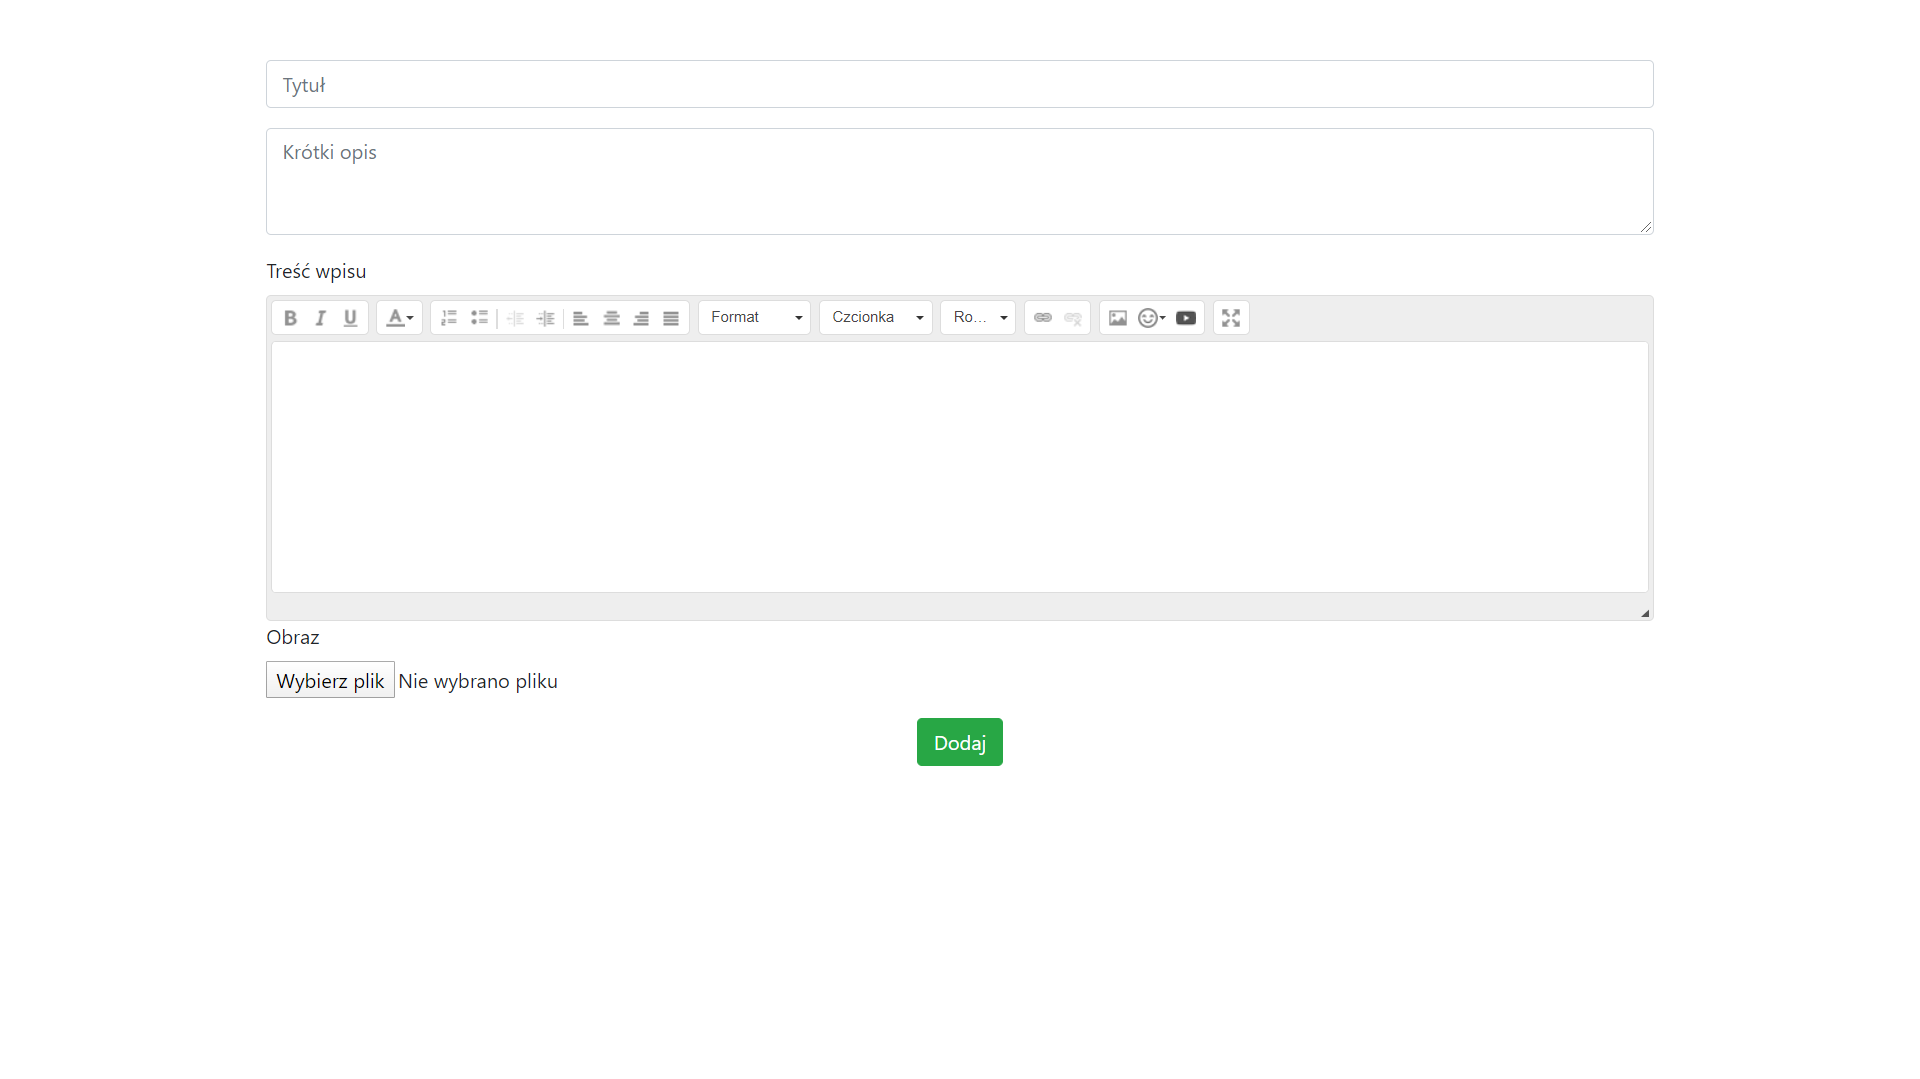 Tytuł
Krótki opis
Treść wpisu
B I U A Format Czcionka Ro...
Obraz
Wybierz plik Nie wybrano pliku
Dodaj